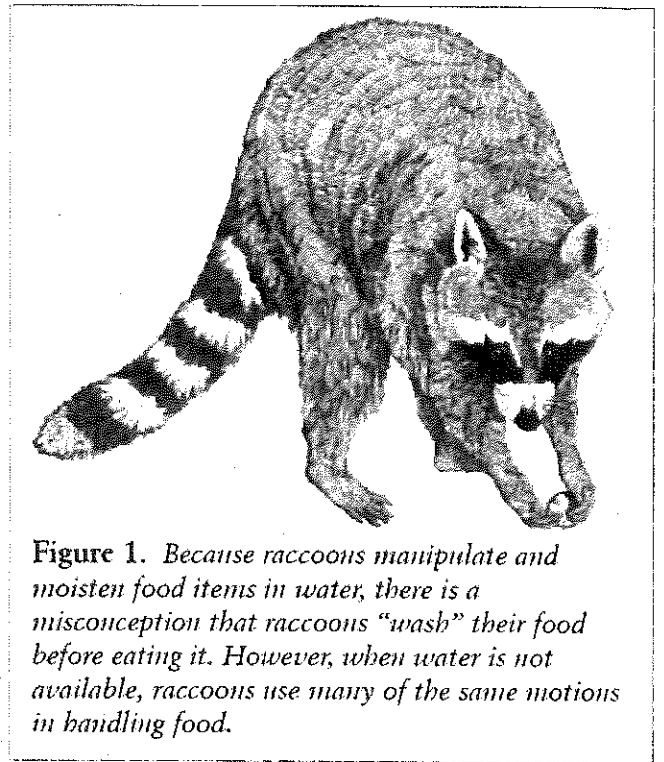 Figure 1. Because raccoons manipulate and
moisten food items in water, there is a
misconception that raccoons "wash" their food
before eating it. However, when water is not
available, raccoons use many of the same motions
in handling food.